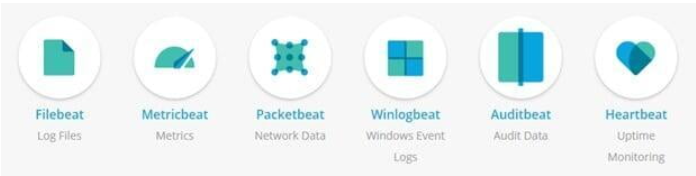 Filebeat
Log Files
Metricbeat
Metrics
Packetbeat
Network Data
Winlogbeat
Windows Event
Logs
Auditbeat
Audit Data
Heartbeat
Uptime
Monitoring